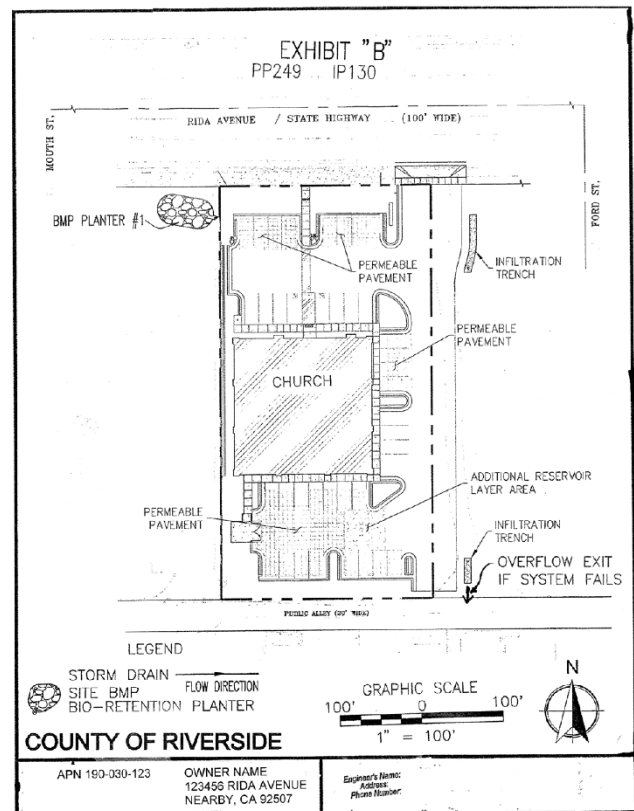 EXHIBIT "B"
PP249 .. IP130
MOUTH ST.
RIDA AVENUE / STATE HIGHWAY (100' WIDE)
FORD ST.
BMP PLANTER #1
INFILTRATION
TRENCH
PERMEABLE
PAVEMENT
PERMEABLE
PAVEMENT
CHURCH
ADDITIONAL RESERVOIR
LAYER AREA
PERMEABLE
PAVEMENT
INFILTRATION
TRENCH
OVERFLOW EXIT
IF SYSTEM FAILS
PUBLIC ALLEY (20' WIDE)
LEGEND
STORM DRAIN
SITE BMP
BIO-RETENTION PLANTER
FLOW DIRECTION
GRAPHIC SCALE
100' 0 100'
1" = 100'
N
COUNTY OF RIVERSIDE
APN 190-030-123
OWNER NAME
123456 RIDA AVENUE
NEARBY, CA 92507
Engineer's Name:
Address:
Phone Number: